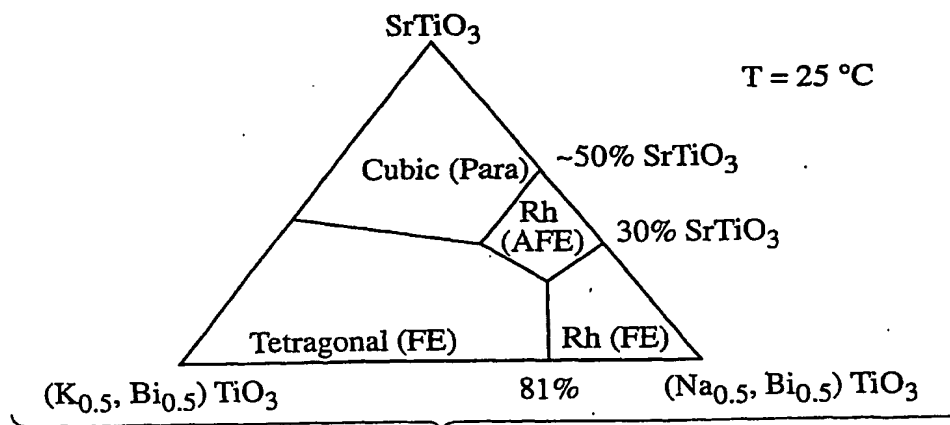 SrTiO3
T = 25 °C
Cubic (Para)
~50% SrTiO3
Rh
(AFE)
30% SrTiO3
Tetragonal (FE)
Rh (FE)
(K0.5, Bi0.5) TiO3
81%
(Na0.5, Bi0.5) TiO3